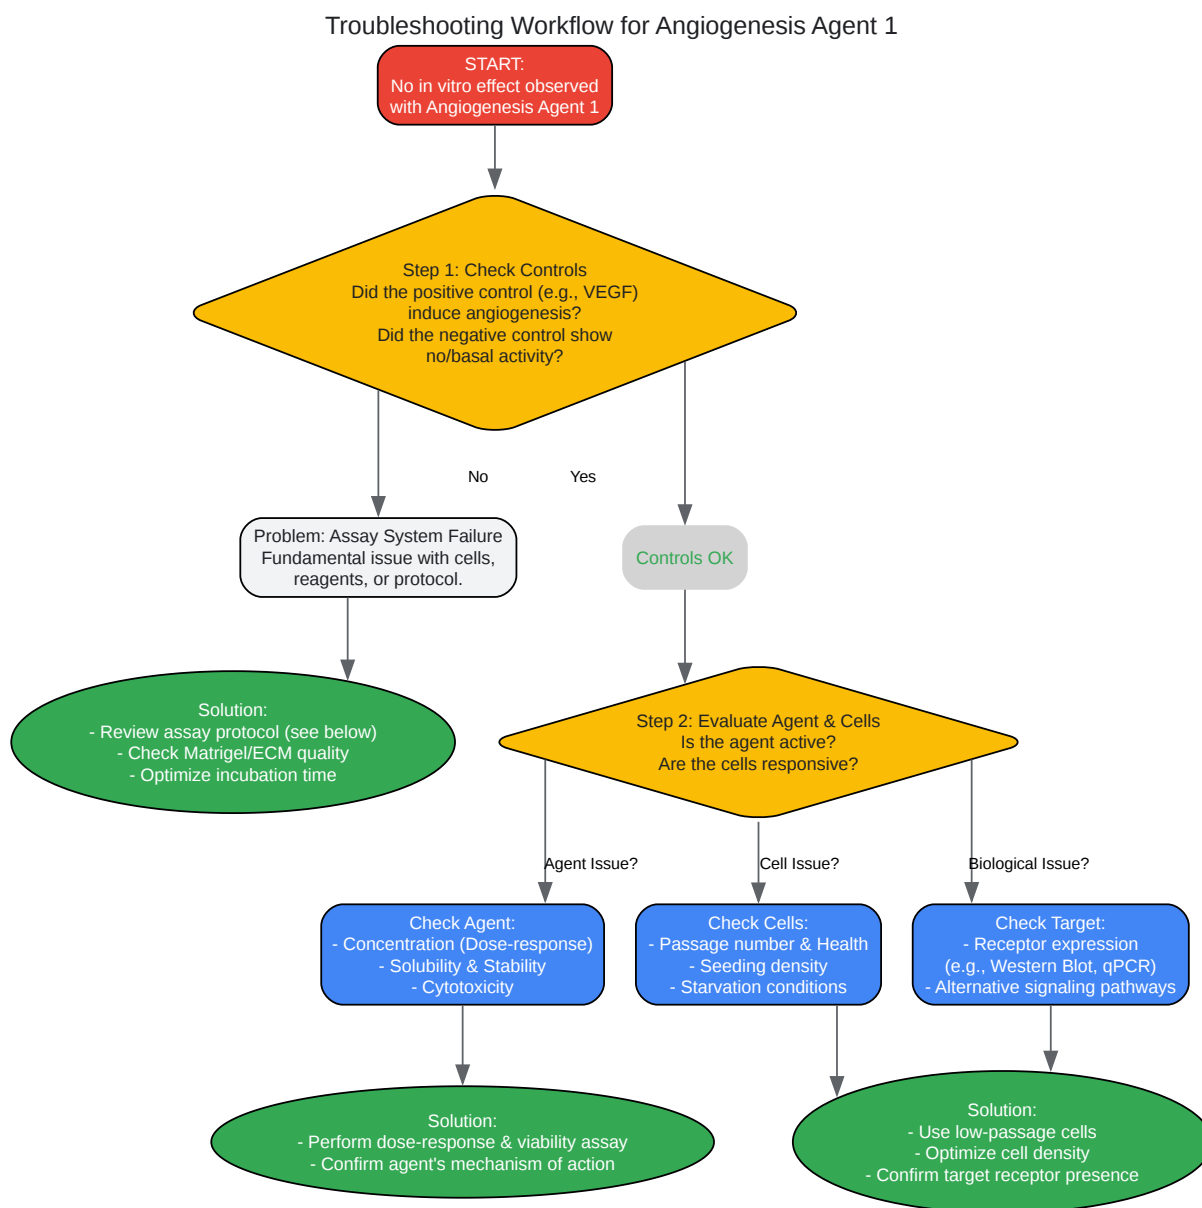 Troubleshooting Workflow for Angiogenesis Agent 1
START:
No in vitro effect observed
with Angiogenesis Agent 1
Step 1: Check Controls
Did the positive control (e.g., VEGF)
induce angiogenesis?
Did the negative control show
no/basal activity?
No
Yes
Problem: Assay System Failure
Fundamental issue with cells,
reagents, or protocol.
Controls OK
Solution:
- Review assay protocol (see below)
- Check Matrigel/ECM quality
- Optimize incubation time
Step 2: Evaluate Agent & Cells
Is the agent active?
Are the cells responsive?
Agent Issue?
Cell Issue?
Biological Issue?
Check Agent:
- Concentration (Dose-response)
- Solubility & Stability
- Cytotoxicity
Check Cells:
- Passage number & Health
- Seeding density
- Starvation conditions
Check Target:
- Receptor expression
(e.g., Western Blot, qPCR)
- Alternative signaling pathways
Solution:
- Perform dose-response & viability assay
- Confirm agent's mechanism of action
Solution:
- Use low-passage cells
- Optimize cell density
- Confirm target receptor presence